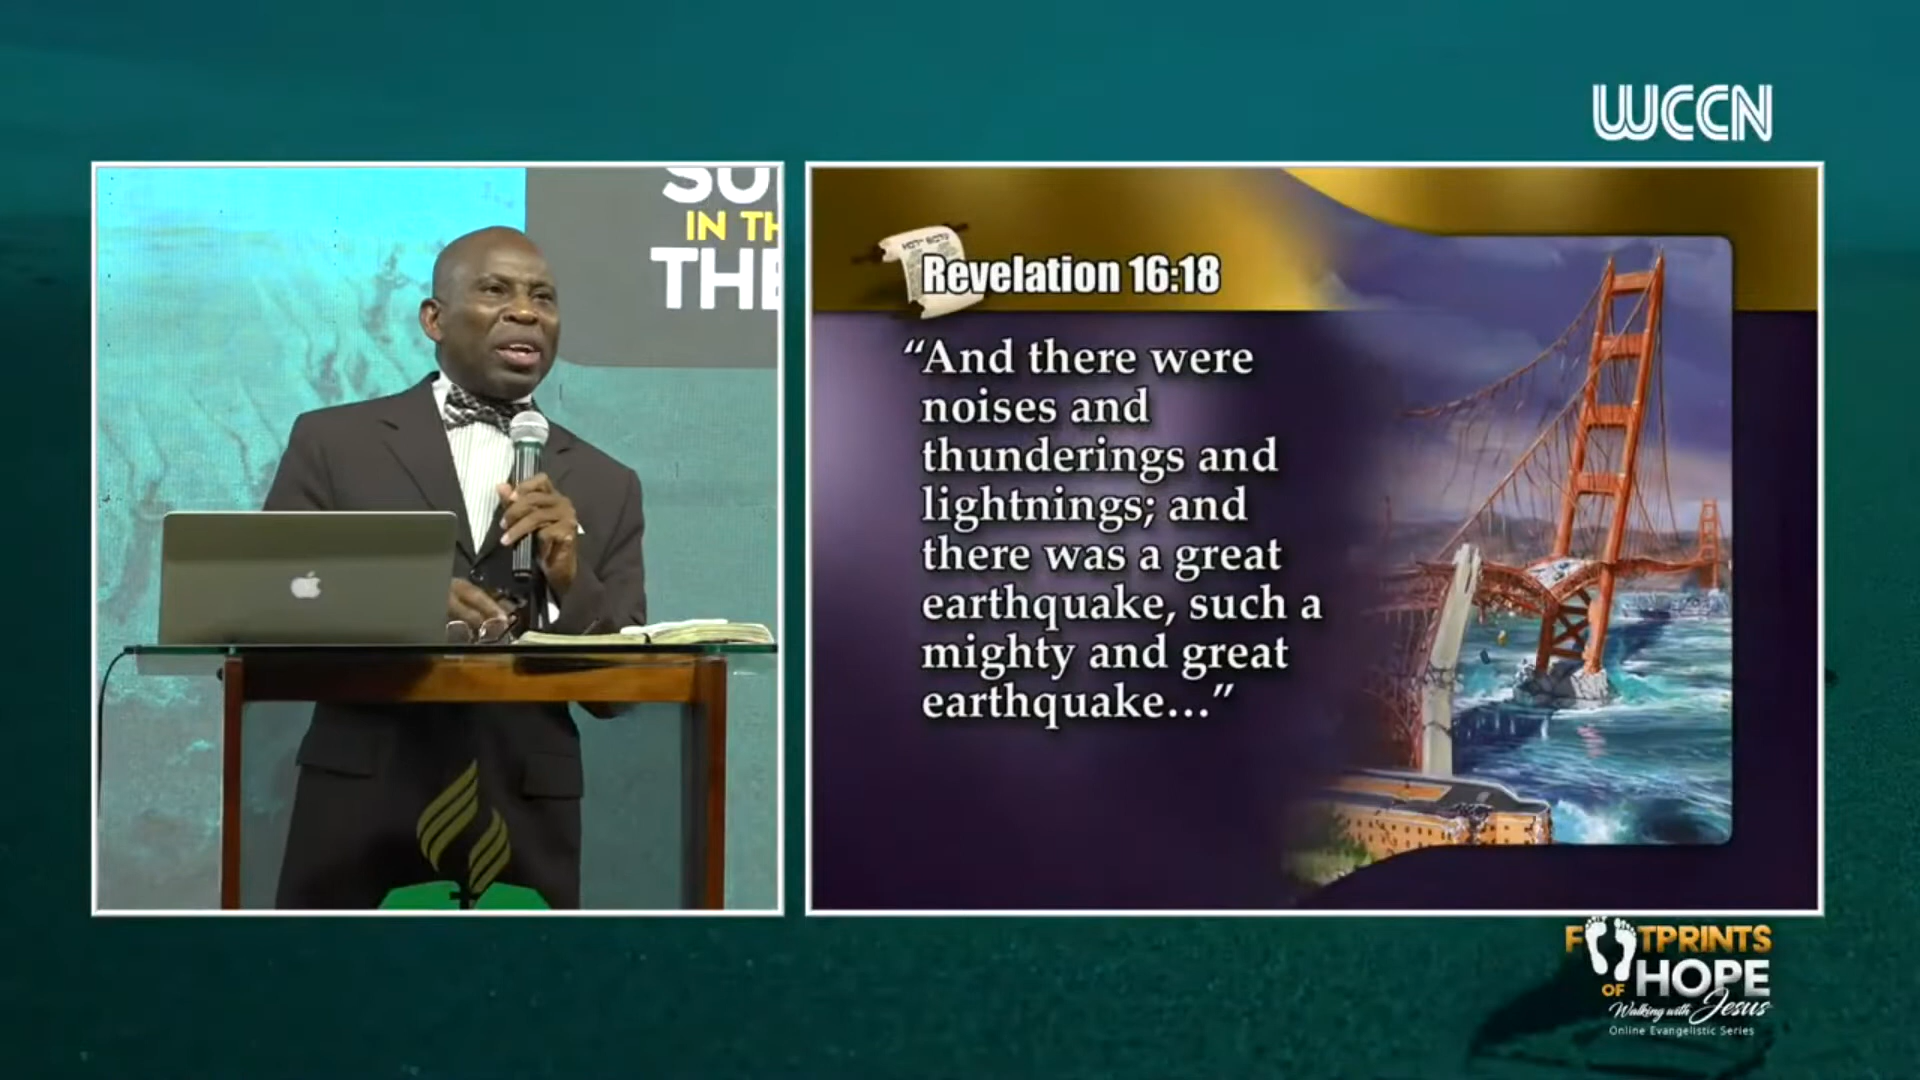 WCCN
SU
IN TH
THE
Revelation 16:18
“And there were
noises and
thunderings and
lightnings; and
there was a great
earthquake, such a
mighty and great
earthquake...”
FOOTPRINTS
OF HOPE
Walking with Jesus
Online Evangelistic Series